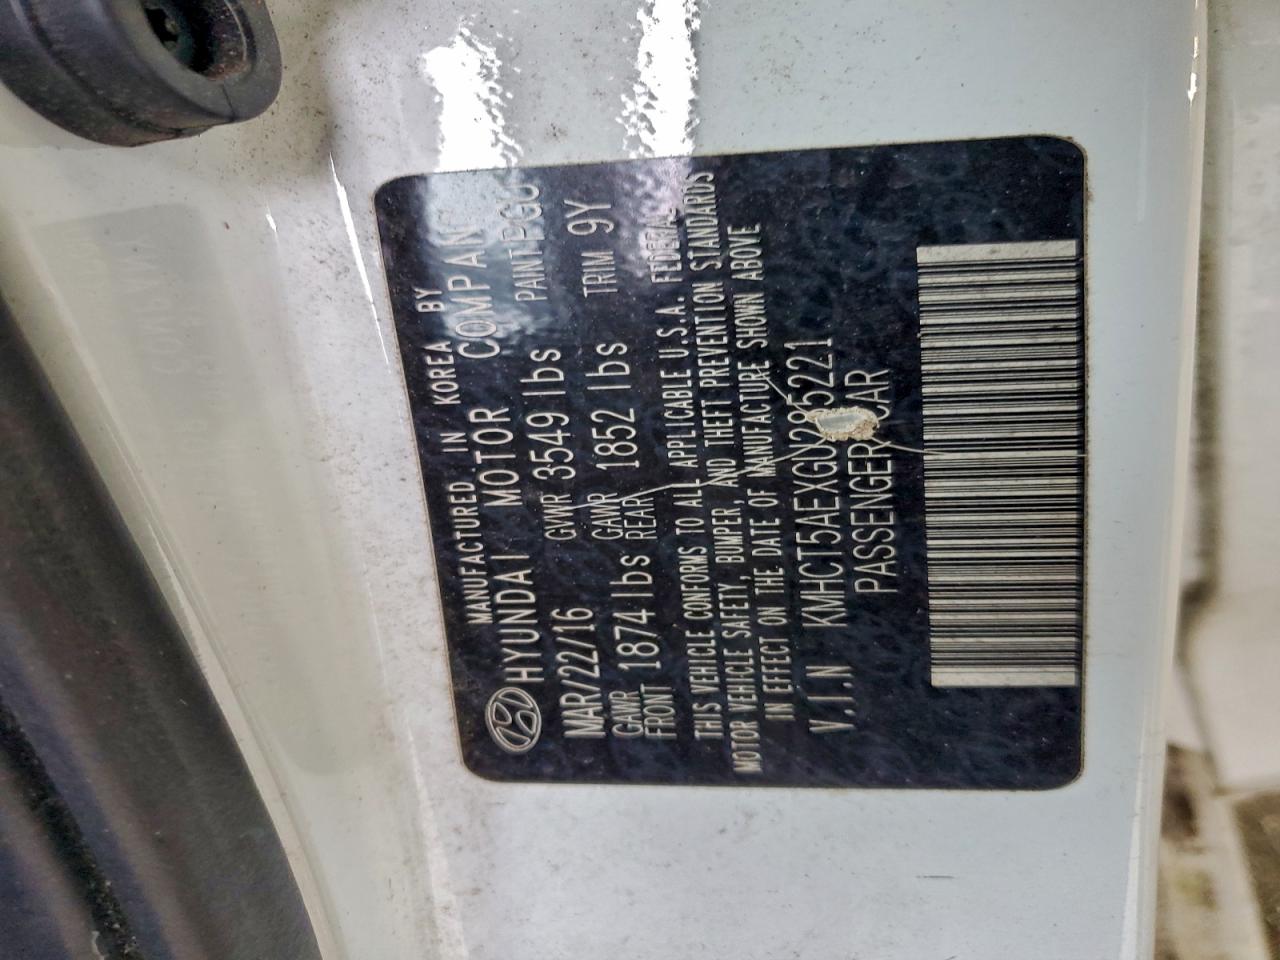 MANUFACTURED IN KOREA BY
HYUNDAI MOTOR COMPANY
MAR/22/16 GVWR 3549 lbs PAINT
GAWR FRONT 1874 lbs GAWR REAR 1852 lbs TRIM 9Y
THIS VEHICLE CONFORMS TO ALL APPLICABLE U.S.A. FEDERAL
MOTOR VEHICLE SAFETY, BUMPER, AND THEFT PREVENTION STANDARDS
IN EFFECT ON THE DATE OF MANUFACTURE SHOWN ABOVE
V.I.N KMHCT5AEXGU285221
PASSENGER CAR